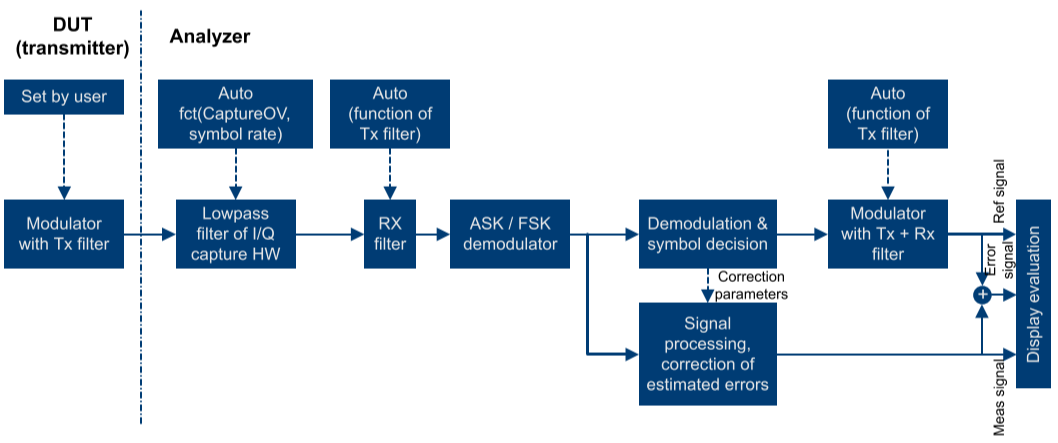 DUT
(transmitter)
Analyzer
Set by user
Auto
fct(CaptureOV,
symbol rate)
Auto
(function of
Tx filter)
Auto
(function of
Tx filter)
Modulator
with Tx filter
Lowpass
filter of I/Q
capture HW
RX
filter
ASK / FSK
demodulator
Demodulation &
symbol decision
Modulator
with Tx + Rx
filter
Ref signal
Error
signal
Meas signal
Display evaluation
Correction
parameters
+
Signal
processing,
correction of
estimated errors